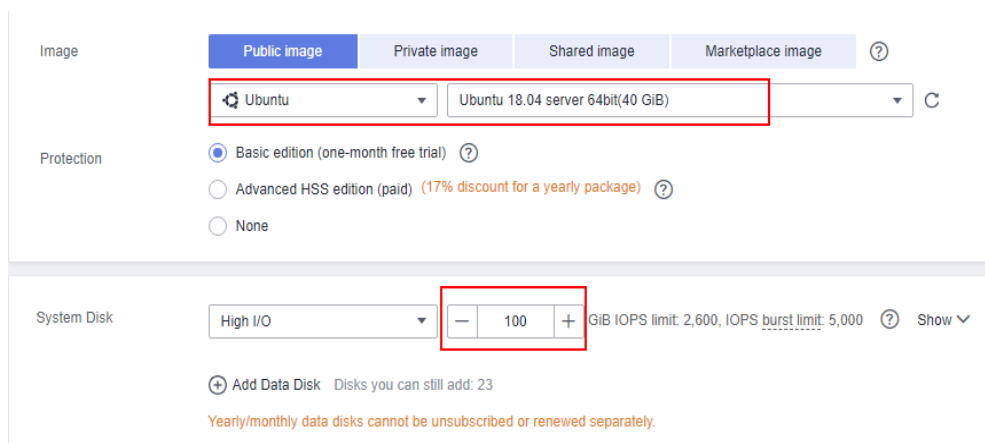 Image Public image Private image Shared image Marketplace image ?
Ubuntu Ubuntu 18.04 server 64bit(40 GiB)
Protection Basic edition (one-month free trial) ?
Advanced HSS edition (paid) (17% discount for a yearly package) ?
None
System Disk High I/O − 100 + GiB IOPS limit: 2,600, IOPS burst limit: 5,000 ? Show
Add Data Disk Disks you can still add: 23
Yearly/monthly data disks cannot be unsubscribed or renewed separately.